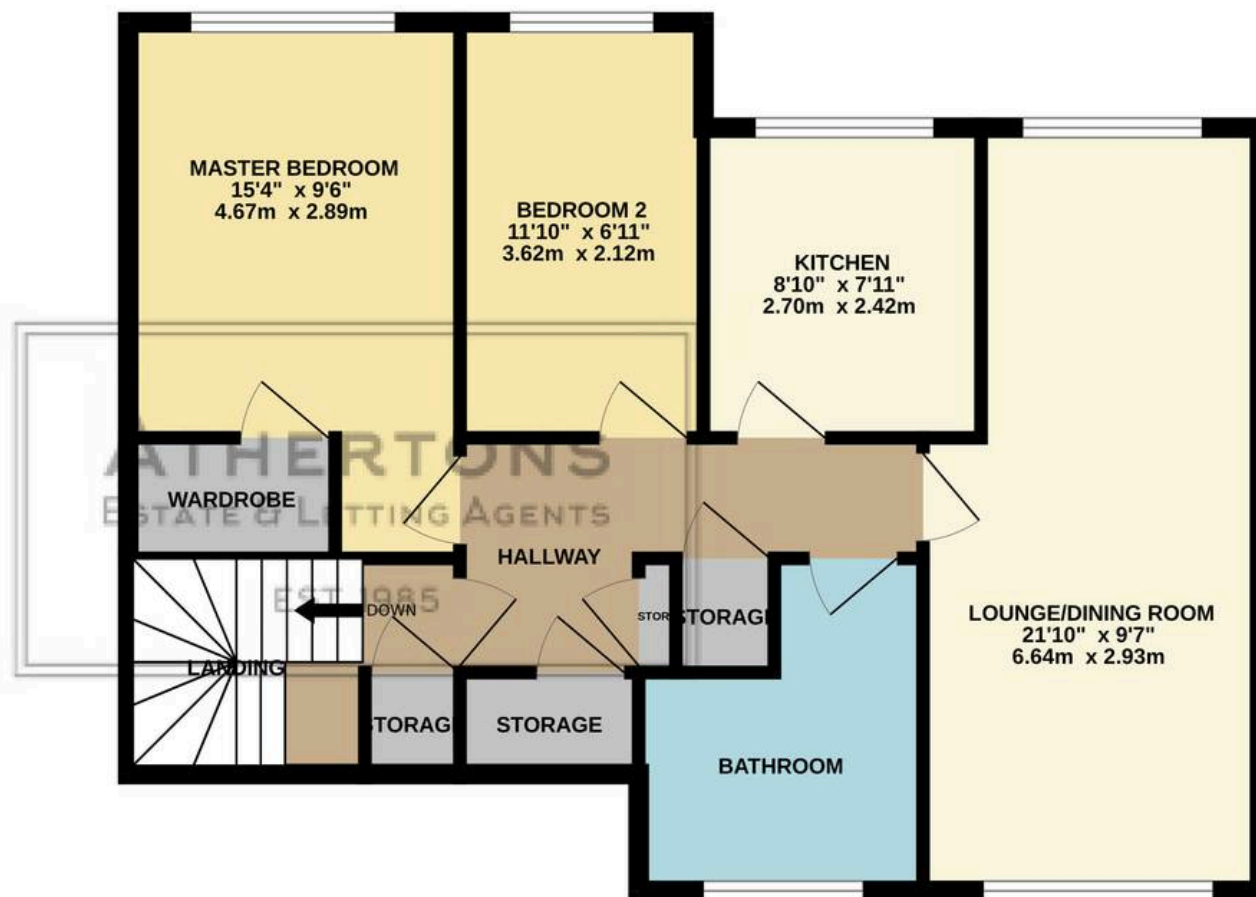 MASTER BEDROOM
15'4" x 9'6"
4.67m x 2.89m
BEDROOM 2
11'10" x 6'11"
3.62m x 2.12m
KITCHEN
8'10" x 7'11"
2.70m x 2.42m
LOUNGE/DINING ROOM
21'10" x 9'7"
6.64m x 2.93m
WARDROBE
HALLWAY
DOWN
LANDING
STOR
STORAGE
STORAGE
STORAGE
BATHROOM
ATHERTONS
ESTATE & LETTING AGENTS
EST 1985